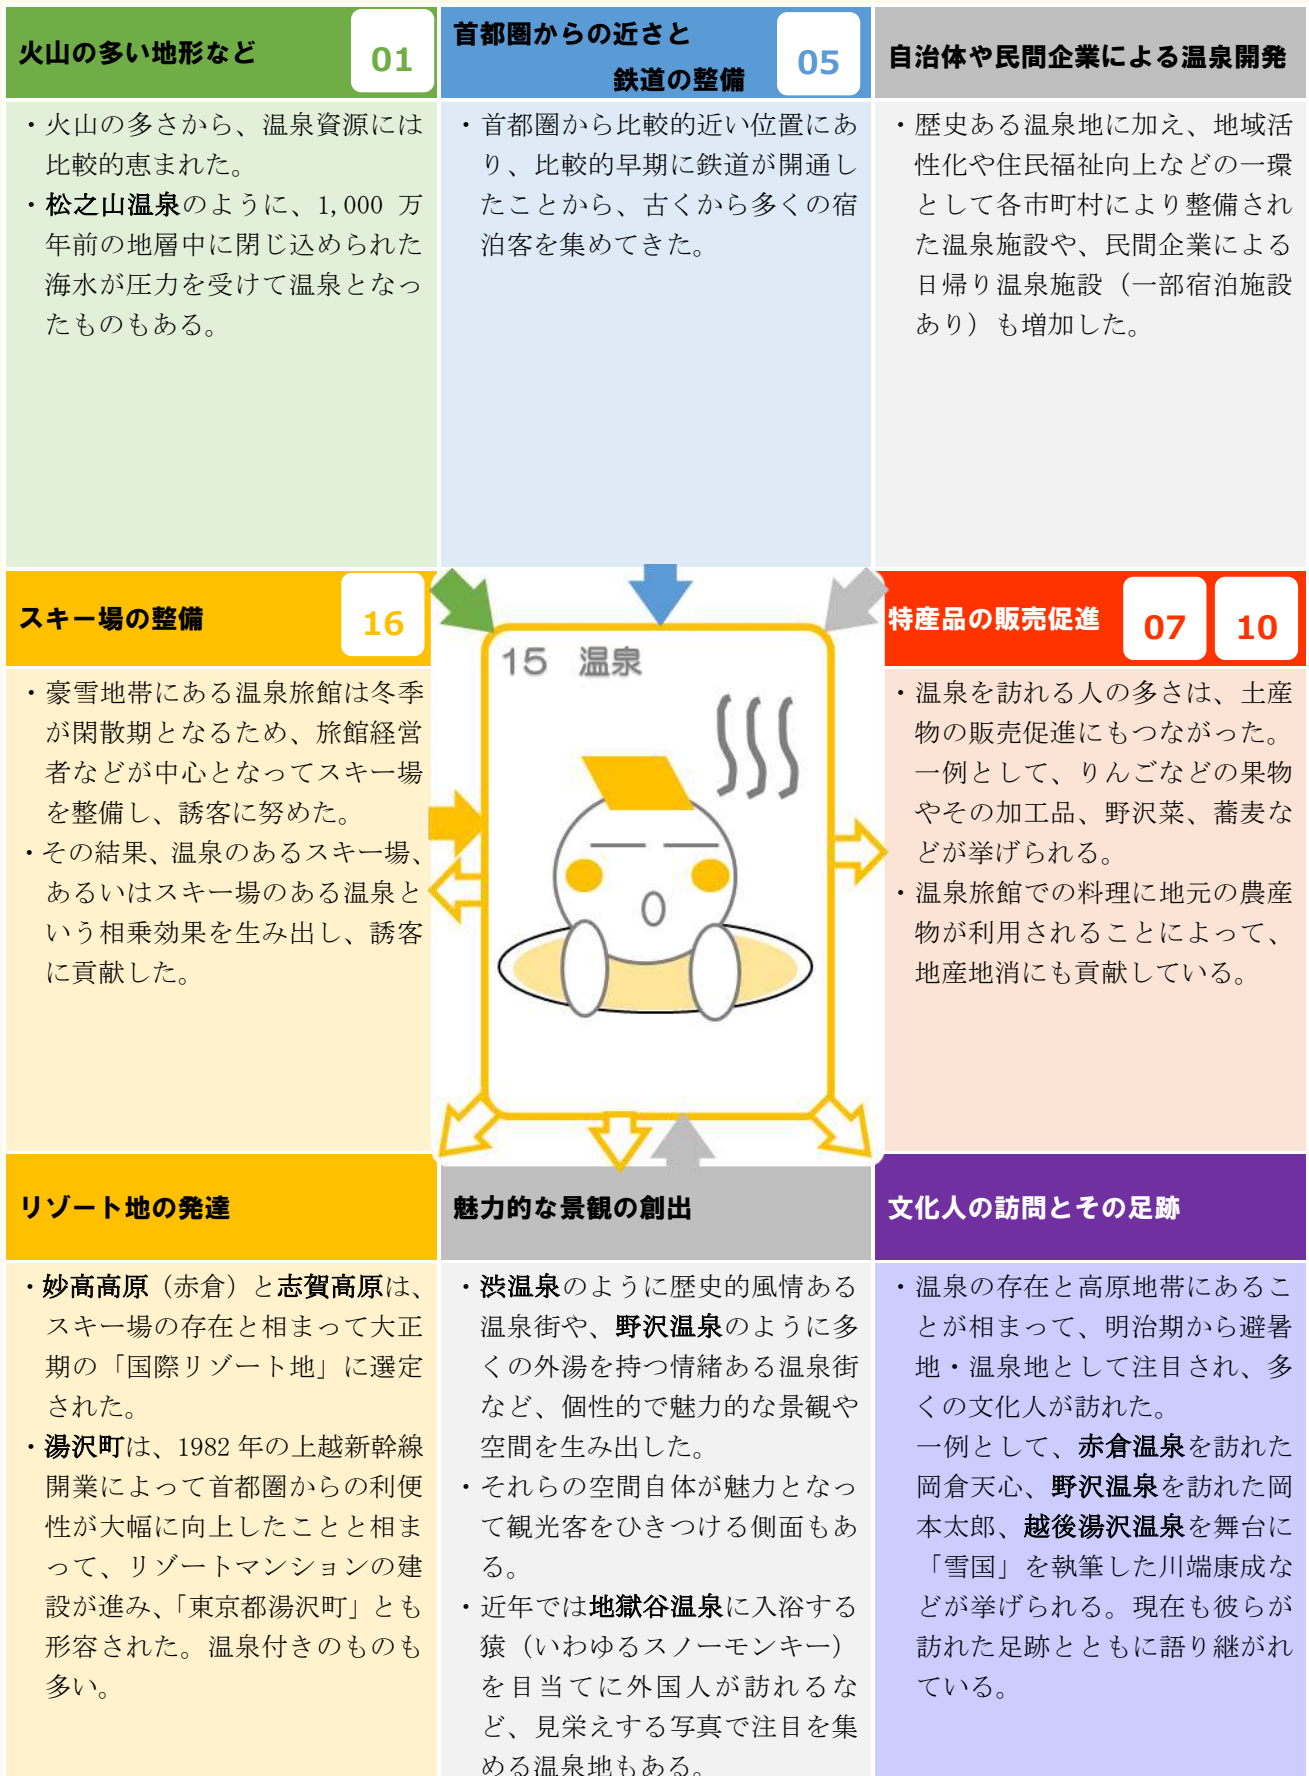 火山の多い地形など
01
・火山の多さから、温泉資源には
比較的恵まれた。
・松之山温泉のように、1,000 万
年前の地層中に閉じ込められた
海水が圧力を受けて温泉となっ
たものもある。
首都圏からの近さと
鉄道の整備
05
・首都圏から比較的近い位置にあ
り、比較的早期に鉄道が開通し
たことから、古くから多くの宿
泊客を集めてきた。
自治体や民間企業による温泉開発
・歴史ある温泉地に加え、地域活
性化や住民福祉向上などの一環
として各市町村により整備され
た温泉施設や、民間企業による
日帰り温泉施設（一部宿泊施設
あり）も増加した。
スキー場の整備
16
・豪雪地帯にある温泉旅館は冬季
が閑散期となるため、旅館経営
者などが中心となってスキー場
を整備し、誘客に努めた。
・その結果、温泉のあるスキー場、
あるいはスキー場のある温泉と
いう相乗効果を生み出し、誘客
に貢献した。
15 温泉
特産品の販売促進
07
10
・温泉を訪れる人の多さは、土産
物の販売促進にもつながった。
一例として、りんごなどの果物
やその加工品、野沢菜、蕎麦な
どが挙げられる。
・温泉旅館での料理に地元の農産
物が利用されることによって、
地産地消にも貢献している。
リゾート地の発達
・妙高高原（赤倉）と志賀高原は、
スキー場の存在と相まって大正
期の「国際リゾート地」に選定
された。
・湯沢町は、1982 年の上越新幹線
開業によって首都圏からの利便
性が大幅に向上したことと相ま
って、リゾートマンションの建
設が進み、「東京都湯沢町」とも
形容された。温泉付きのものも
多い。
魅力的な景観の創出
・渋温泉のように歴史的風情ある
温泉街や、野沢温泉のように多
くの外湯を持つ情緒ある温泉街
など、個性的で魅力的な景観や
空間を生み出した。
・それらの空間自体が魅力となっ
て観光客をひきつける側面もあ
る。
・近年では地獄谷温泉に入浴する
猿（いわゆるスノーモンキー）
を目当てに外国人が訪れるな
ど、見栄えする写真で注目を集
める温泉地もある。
文化人の訪問とその足跡
・温泉の存在と高原地帯にあるこ
とが相まって、明治期から避暑
地・温泉地として注目され、多
くの文化人が訪れた。
一例として、赤倉温泉を訪れた
岡倉天心、野沢温泉を訪れた岡
本太郎、越後湯沢温泉を舞台に
「雪国」を執筆した川端康成な
どが挙げられる。現在も彼らが
訪れた足跡とともに語り継がれ
ている。